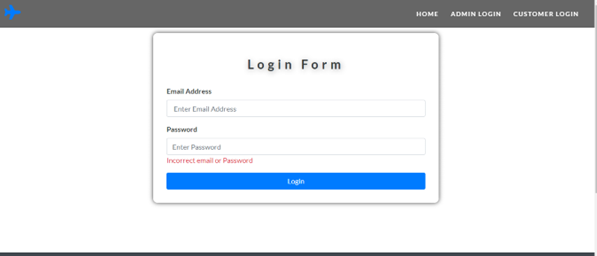 HOME ADMIN LOGIN CUSTOMER LOGIN
Login Form
Email Address
Enter Email Address
Password
Enter Password
Incorrect email or Password
Login